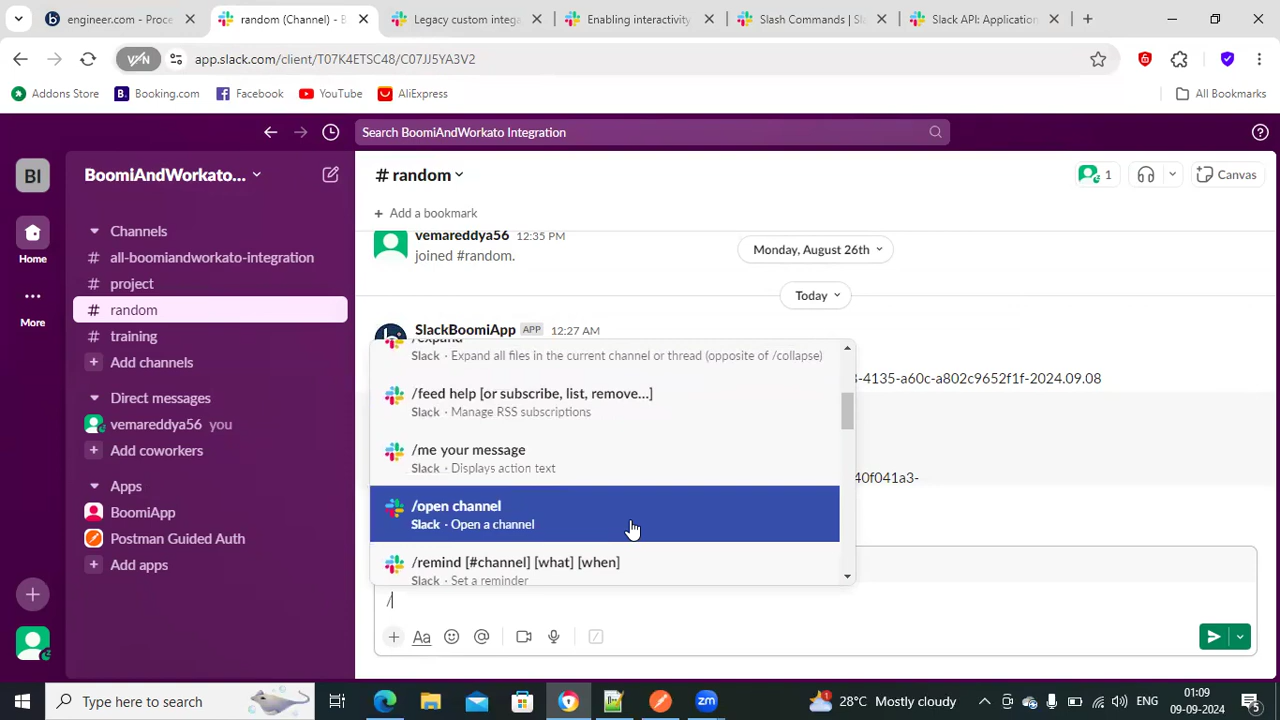 engineer.com - Proce
random (Channel) - B
Legacy custom integ
Enabling interactivity
Slash Commands | Sl
Slack API: Application
VPN
app.slack.com/client/T07K4ETSC48/C07JJ5YA3V2
Addons Store
Booking.com
Facebook
YouTube
AliExpress
All Bookmarks
Search BoomiAndWorkato Integration
BI
BoomiAndWorkato...
# random
1
Canvas
+ Add a bookmark
Home
More
Channels
# all-boomiandworkato-integration
# project
# random
# training
+ Add channels
Direct messages
vemareddya56 you
+ Add coworkers
Apps
BoomiApp
Postman Guided Auth
+ Add apps
vemareddya56 12:35 PM
joined #random.
Monday, August 26th
Today
SlackBoomiApp APP 12:27 AM
3-4135-a60c-a802c9652f1f-2024.09.08
40f041a3-
/expand
Slack · Expand all files in the current channel or thread (opposite of /collapse)
/feed help [or subscribe, list, remove...]
Slack · Manage RSS subscriptions
/me your message
Slack · Displays action text
/open channel
Slack · Open a channel
/remind [#channel] [what] [when]
Slack · Set a reminder
/
Aa
Type here to search
zm
28°C Mostly cloudy
ENG
01:09
09-09-2024
5